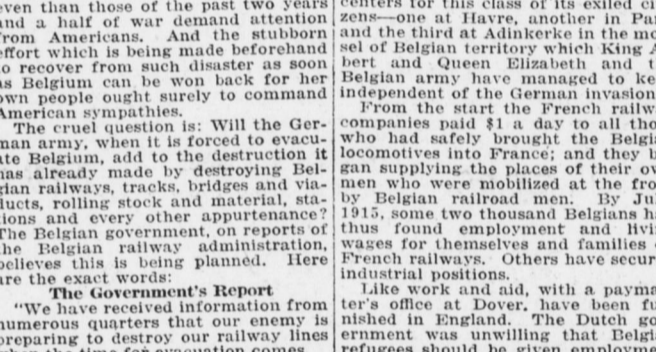 even than those of the past two years
and a half of war demand attention
from Americans. And the stubborn
effort which is being made beforehand
to recover from such disaster as soon
as Belgium can be won back for her
own people ought surely to command
American sympathies.
The cruel question is: Will the Ger-
man army, when it is forced to evacu-
ate Belgium, add to the destruction it
has already made by destroying Bel-
gian railways, tracks, bridges and via-
ducts, rolling stock and material, sta-
tions and every other appurtenance?
The Belgian government, on reports of
the Belgian railway administration,
believes this is being planned. Here
are the exact words:
The Government's Report
"We have received information from
numerous quarters that our enemy is
preparing to destroy our railway lines
when the time for evacuation comes
centers for this class of its exiled ci
zens—one at Havre, another in Par
and the third at Adinkerke in the mo
sel of Belgian territory which King A
bert and Queen Elizabeth and t
Belgian army have managed to ke
independent of the German invasion
From the start the French railw
companies paid $1 a day to all tho
who had safely brought the Belgi
locomotives into France; and they b
gan supplying the places of their ow
men who were mobilized at the fro
by Belgian railroad men. By Ju
1915, some two thousand Belgians h
thus found employment and livi
wages for themselves and families o
French railways. Others have secur
industrial positions.
Like work and aid, with a payma
ter's office at Dover, have been fu
nished in England. The Dutch go
ernment was unwilling that Belgi
refugees should be given employme